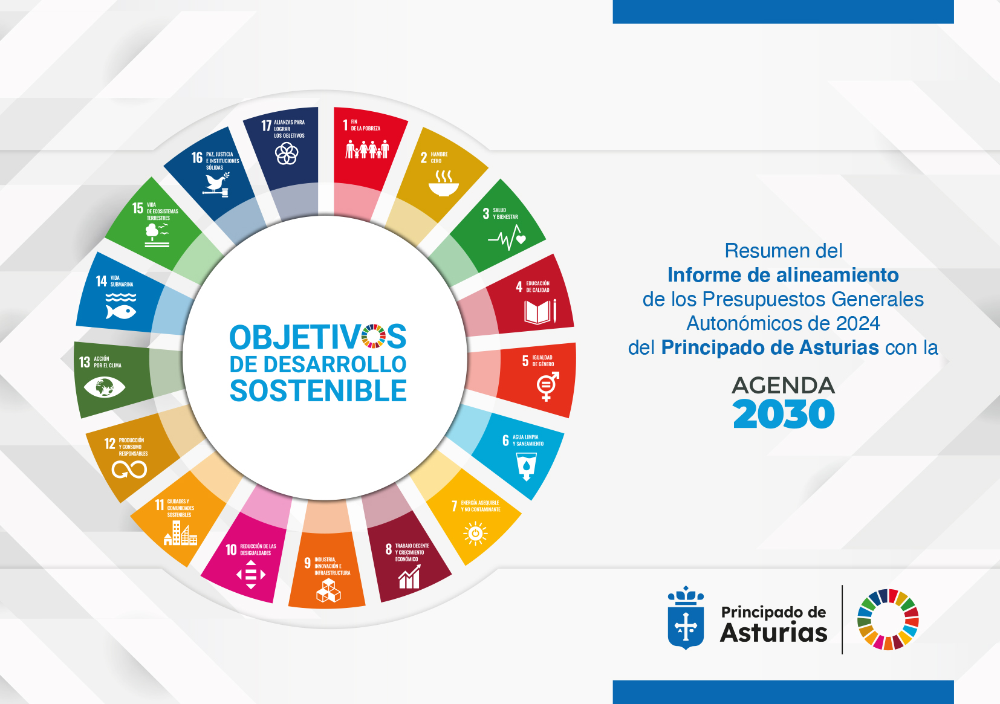 1 FIN
DE LA POBREZA
2 HAMBRE
CERO
3 SALUD
Y BIENESTAR
4 EDUCACIÓN
DE CALIDAD
5 IGUALDAD
DE GÉNERO
6 AGUA LIMPIA
Y SANEAMIENTO
7 ENERGÍA ASEQUIBLE
Y NO CONTAMINANTE
8 TRABAJO DECENTE
Y CRECIMIENTO
ECONÓMICO
9 INDUSTRIA,
INNOVACIÓN E
INFRAESTRUCTURA
10 REDUCCIÓN DE LAS
DESIGUALDADES
11 CIUDADES Y
COMUNIDADES
SOSTENIBLES
12 PRODUCCIÓN
Y CONSUMO
RESPONSABLES
13 ACCIÓN
POR EL CLIMA
14 VIDA
SUBMARINA
15 VIDA
DE ECOSISTEMAS
TERRESTRES
16 PAZ, JUSTICIA
E INSTITUCIONES
SÓLIDAS
17 ALIANZAS PARA
LOGRAR
LOS OBJETIVOS
OBJETIVOS
DE DESARROLLO
SOSTENIBLE
Resumen del
Informe de alineamiento
de los Presupuestos Generales
Autonómicos de 2024
del Principado de Asturias con la
AGENDA
2030
Principado de
Asturias